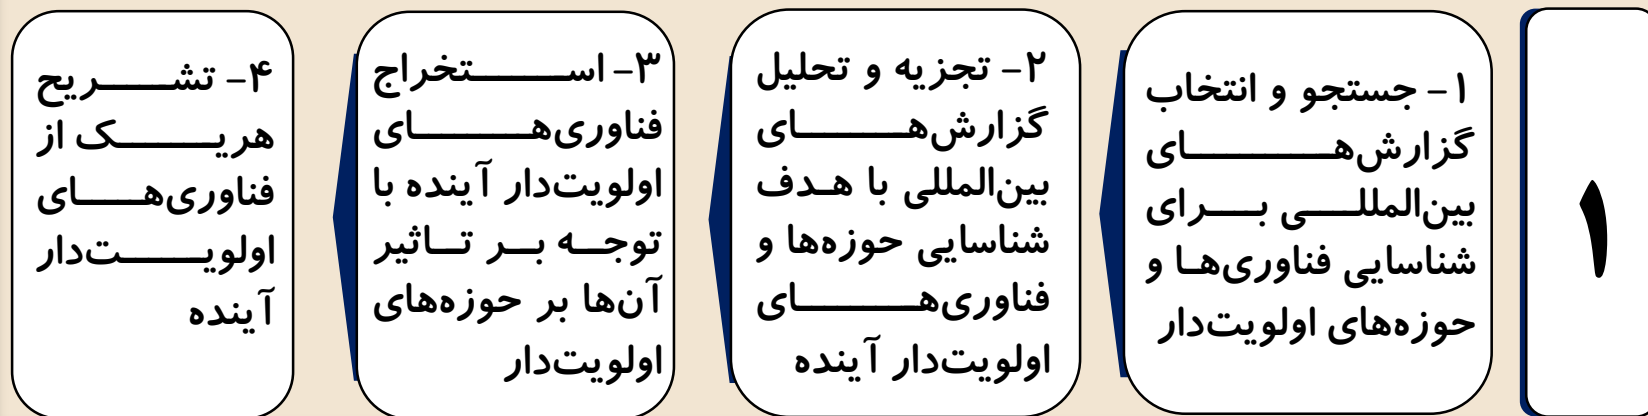 ۱
۱- جستجو و انتخاب
گزارش‌های
بین‌المللی برای
شناسایی فناوری‌ها و
حوزه‌های اولویت‌دار
۲- تجزیه و تحلیل
گزارش‌های
بین‌المللی با هدف
شناسایی حوزه‌ها و
فناوری‌های
اولویت‌دار آینده
۳- استخراج
فناوری‌های
اولویت‌دار آینده با
توجه بر تاثیر
آن‌ها بر حوزه‌های
اولویت‌دار
۴- تشریح
هریک از
فناوری‌های
اولویت‌دار
آینده